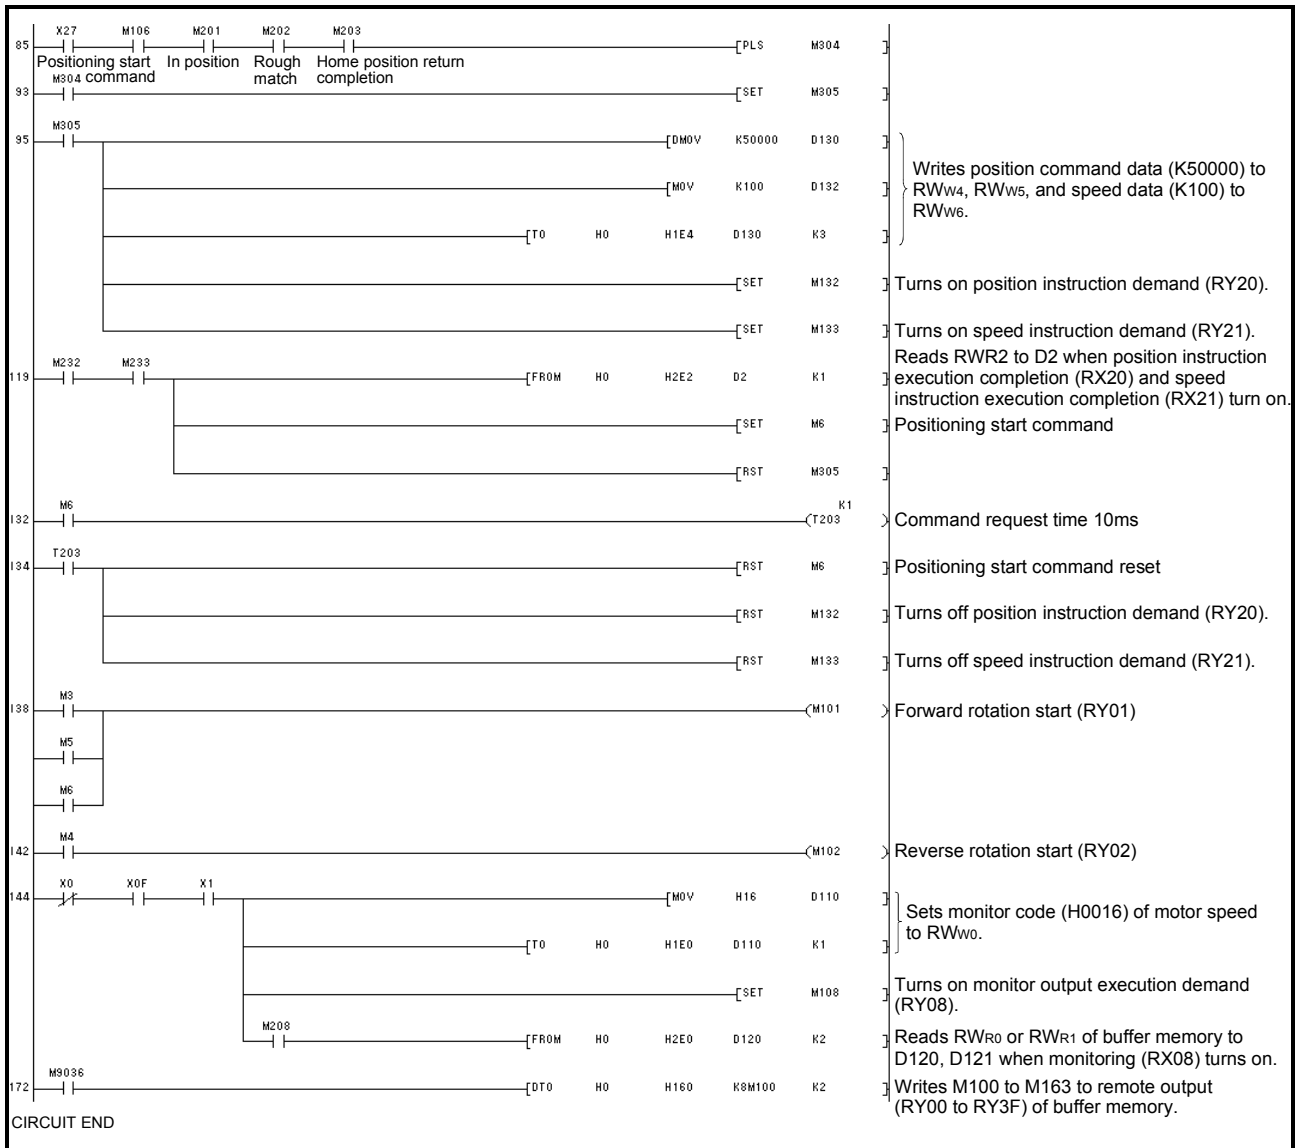 X27 M106 M201 M202 M203
85 [PLS M304 ]
Positioning start command In position Rough match Home position return completion
M304
93 [SET M305 ]
M305
95 [DMOV K50000 D130 ]
[MOV K100 D132 ]
Writes position command data (K50000) to
RWW4, RWW5, and speed data (K100) to
RWW6.
[TO H0 H1E4 D130 K3 ]
[SET M132 ] Turns on position instruction demand (RY20).
[SET M133 ] Turns on speed instruction demand (RY21).
M232 M233
119 [FROM H0 H2E2 D2 K1 ]
Reads RWR2 to D2 when position instruction
execution completion (RX20) and speed
instruction execution completion (RX21) turn on.
[SET M6 ] Positioning start command
[RST M305 ]
M6 K1
132 (T203 ) Command request time 10ms
T203
134 [RST M6 ] Positioning start command reset
[RST M132 ] Turns off position instruction demand (RY20).
[RST M133 ] Turns off speed instruction demand (RY21).
M3
138 (M101 ) Forward rotation start (RY01)
M5
M6
M4
142 (M102 ) Reverse rotation start (RY02)
X0 X0F X1
144 [MOV H16 D110 ]
Sets monitor code (H0016) of motor speed
to RWW0.
[TO H0 H1E0 D110 K1 ]
[SET M108 ] Turns on monitor output execution demand
(RY08).
M208
[FROM H0 H2E0 D120 K2 ] Reads RWR0 or RWR1 of buffer memory to
D120, D121 when monitoring (RX08) turns on.
M9036
172 [DTO H0 H160 K8M100 K2 ] Writes M100 to M163 to remote output
(RY00 to RY3F) of buffer memory.
CIRCUIT END